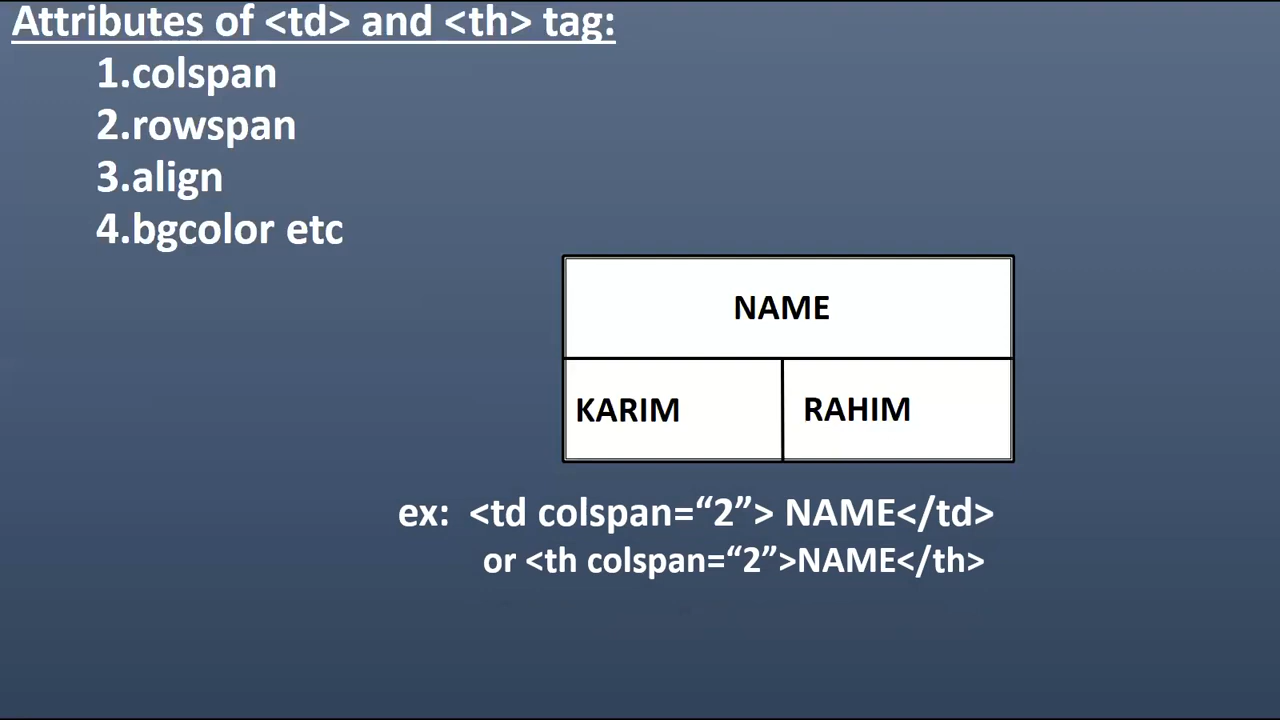 Attributes of <td> and <th> tag:
1.colspan
2.rowspan
3.align
4.bgcolor etc
NAME
KARIM RAHIM
ex: <td colspan=“2”> NAME</td>
or <th colspan=“2”>NAME</th>